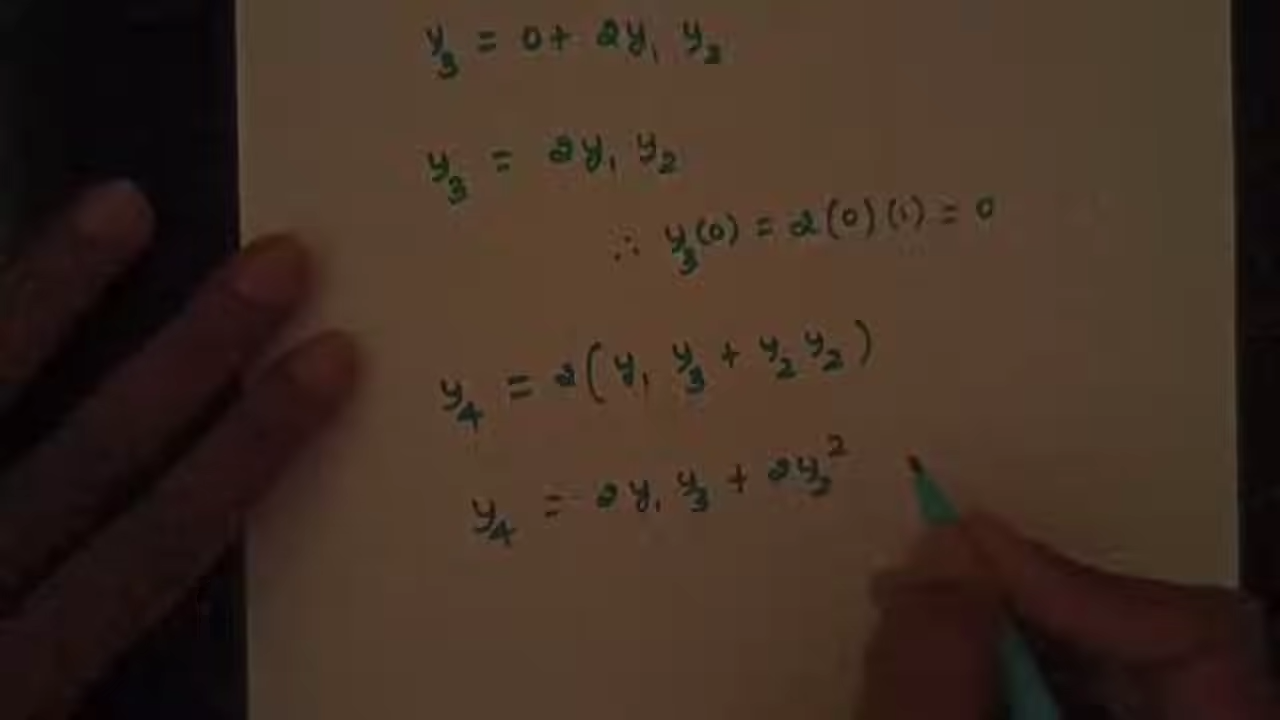 y₃ = 0 + 2y₁ y₂
y₃ = 2y₁ y₂
∴ y₃(0) = 2(0)(1) = 0
y₄ = 2(y₁ y₃ + y₂ y₂)
y₄ = 2y₁ y₃ + 2y₂²